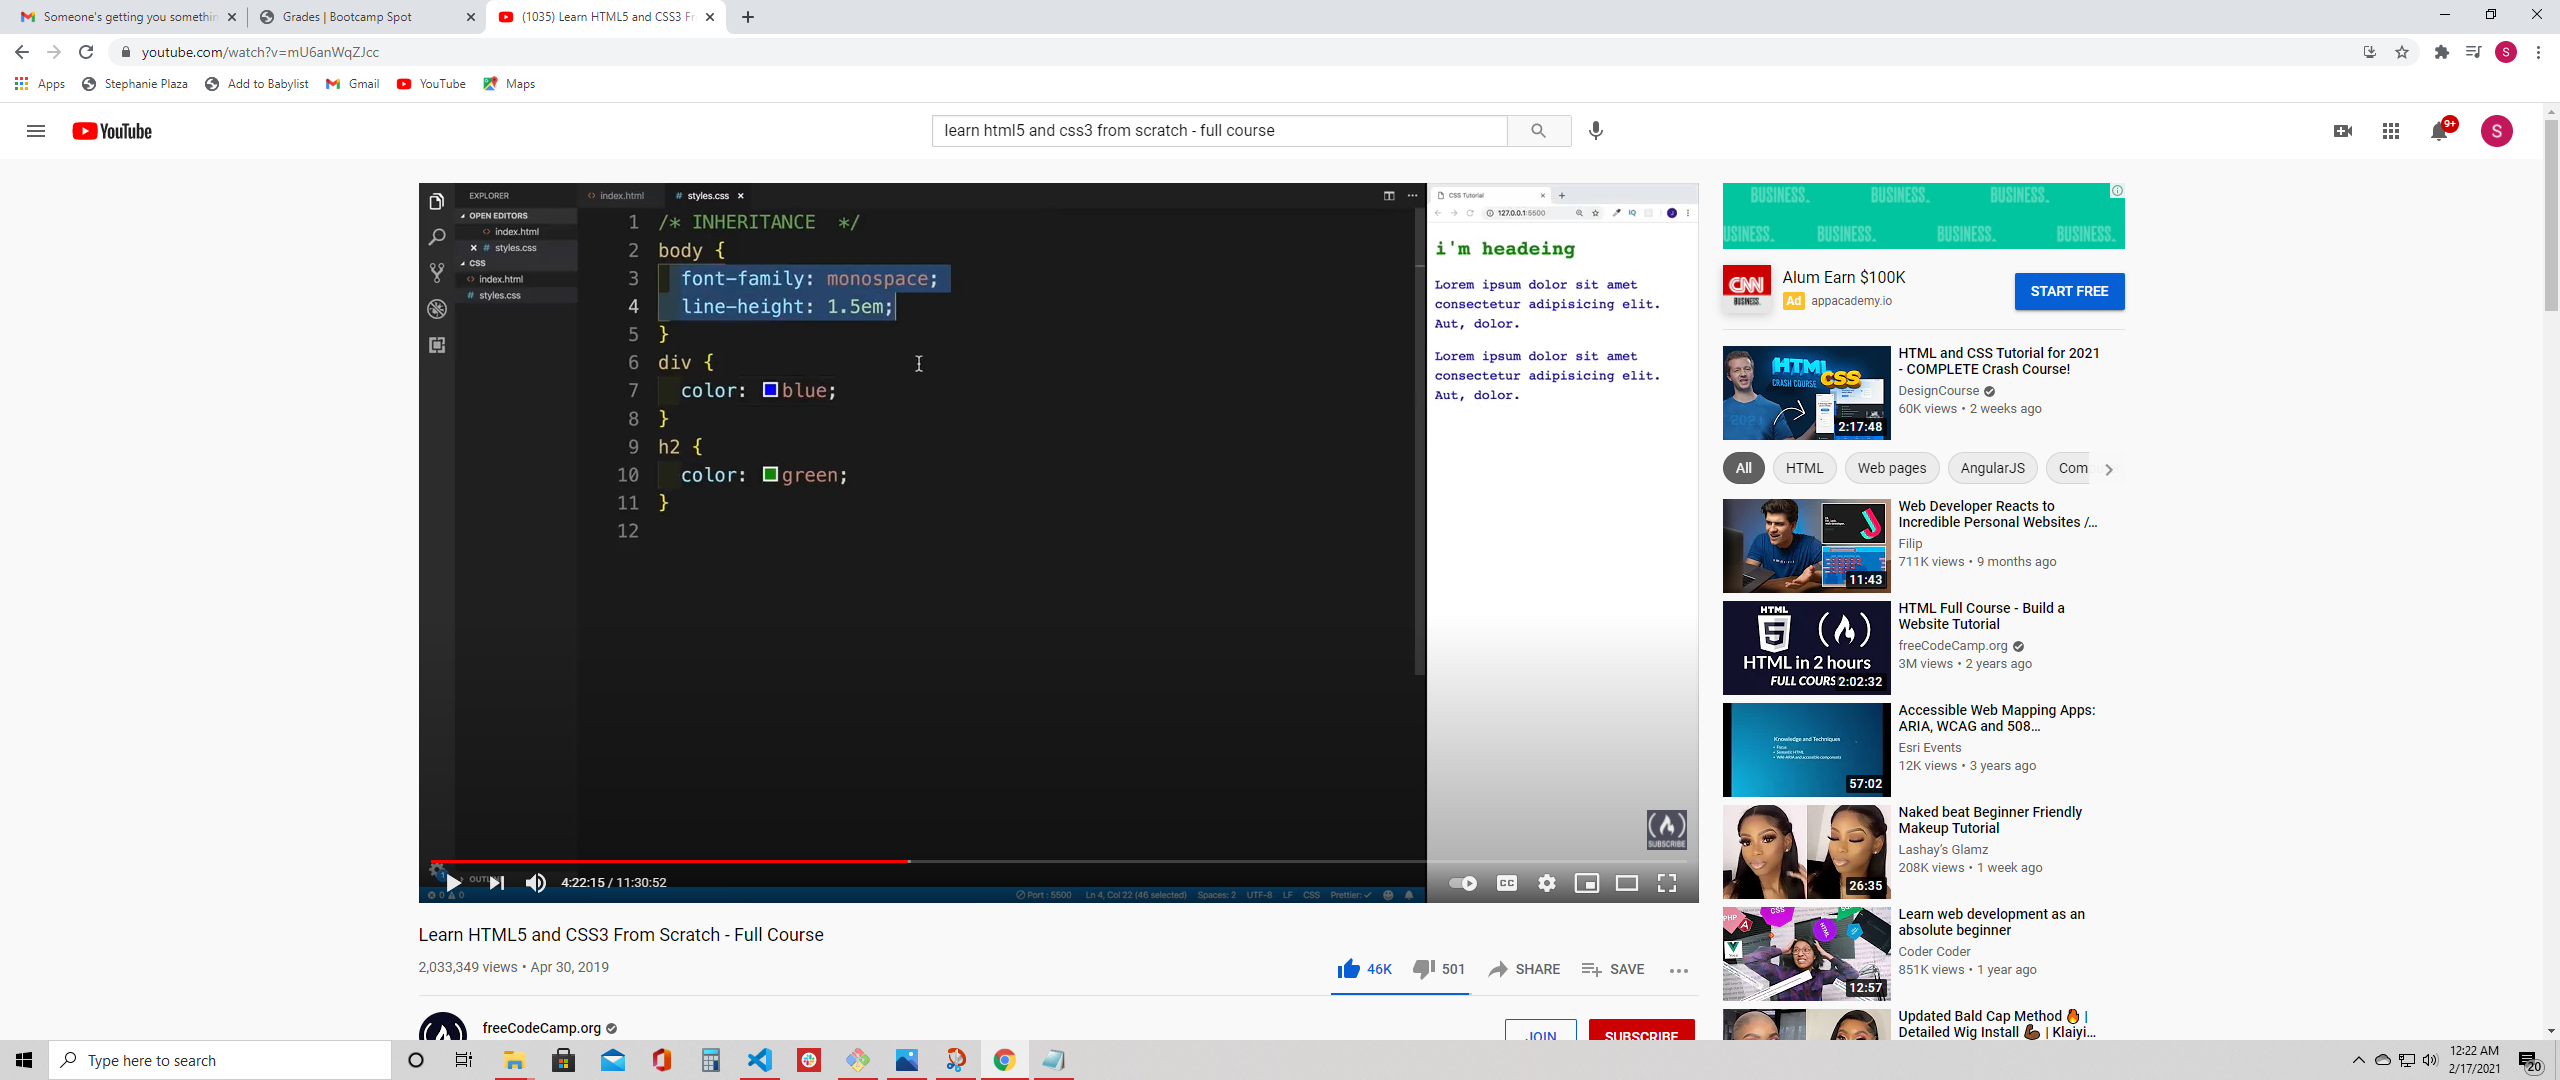 Someone's getting you somethin
Grades | Bootcamp Spot
(1035) Learn HTML5 and CSS3 Fr
youtube.com/watch?v=mU6anWqZJcc
Apps
Stephanie Plaza
Add to Babylist
Gmail
YouTube
Maps
YouTube
learn html5 and css3 from scratch - full course
9+
S
EXPLORER
OPEN EDITORS
index.html
styles.css
CSS
index.html
styles.css
index.html
styles.css
1 /* INHERITANCE */
2 body {
3 font-family: monospace;
4 line-height: 1.5em;
5 }
6 div {
7 color: blue;
8 }
9 h2 {
10 color: green;
11 }
12
CSS Tutorial
127.0.0.1:5500
i'm headeing
Lorem ipsum dolor sit amet
consectetur adipisicing elit.
Aut, dolor.
Lorem ipsum dolor sit amet
consectetur adipisicing elit.
Aut, dolor.
SUBSCRIBE
4:22:15 / 11:30:52
CC
Port : 5500 Ln 4, Col 22 (46 selected) Spaces: 2 UTF-8 LF CSS Prettier: ✓
Learn HTML5 and CSS3 From Scratch - Full Course
2,033,349 views • Apr 30, 2019
46K
501
SHARE
SAVE
freeCodeCamp.org
JOIN
SUBSCRIBE
BUSINESS. BUSINESS. BUSINESS.
USINESS. BUSINESS. BUSINESS. BUSINESS.
CNN
BUSINESS.
Alum Earn $100K
Ad appacademy.io
START FREE
HTML
CRASH COURSE
CSS
2021
2:17:48
HTML and CSS Tutorial for 2021
- COMPLETE Crash Course!
DesignCourse
60K views • 2 weeks ago
All
HTML
Web pages
AngularJS
Com
11:43
Web Developer Reacts to
Incredible Personal Websites /...
Filip
711K views • 9 months ago
HTML
5
HTML in 2 hours
FULL COURS
2:02:32
HTML Full Course - Build a
Website Tutorial
freeCodeCamp.org
3M views • 2 years ago
Knowledge and Techniques
57:02
Accessible Web Mapping Apps:
ARIA, WCAG and 508...
Esri Events
12K views • 3 years ago
26:35
Naked beat Beginner Friendly
Makeup Tutorial
Lashay's Glamz
208K views • 1 week ago
PHP
CSS
HTML
12:57
Learn web development as an
absolute beginner
Coder Coder
851K views • 1 year ago
Updated Bald Cap Method 🔥 |
Detailed Wig Install 💪🏿 | Klaiyi...
Type here to search
12:22 AM
2/17/2021
20